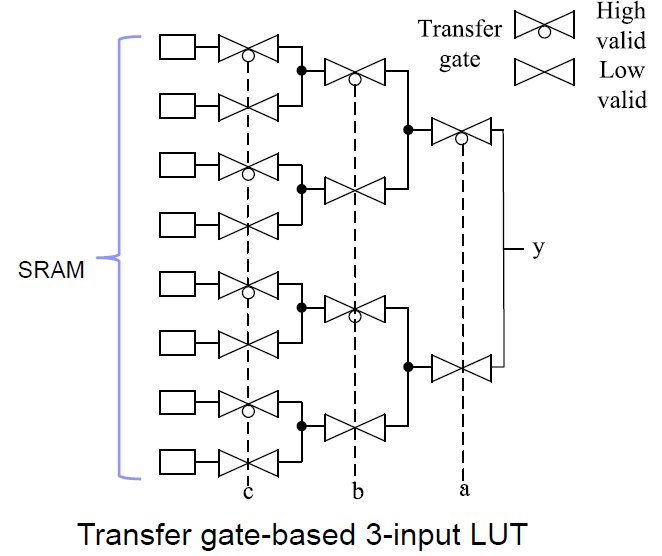 Transfer
gate
High
valid
Low
valid
SRAM
y
c
b
a
Transfer gate-based 3-input LUT